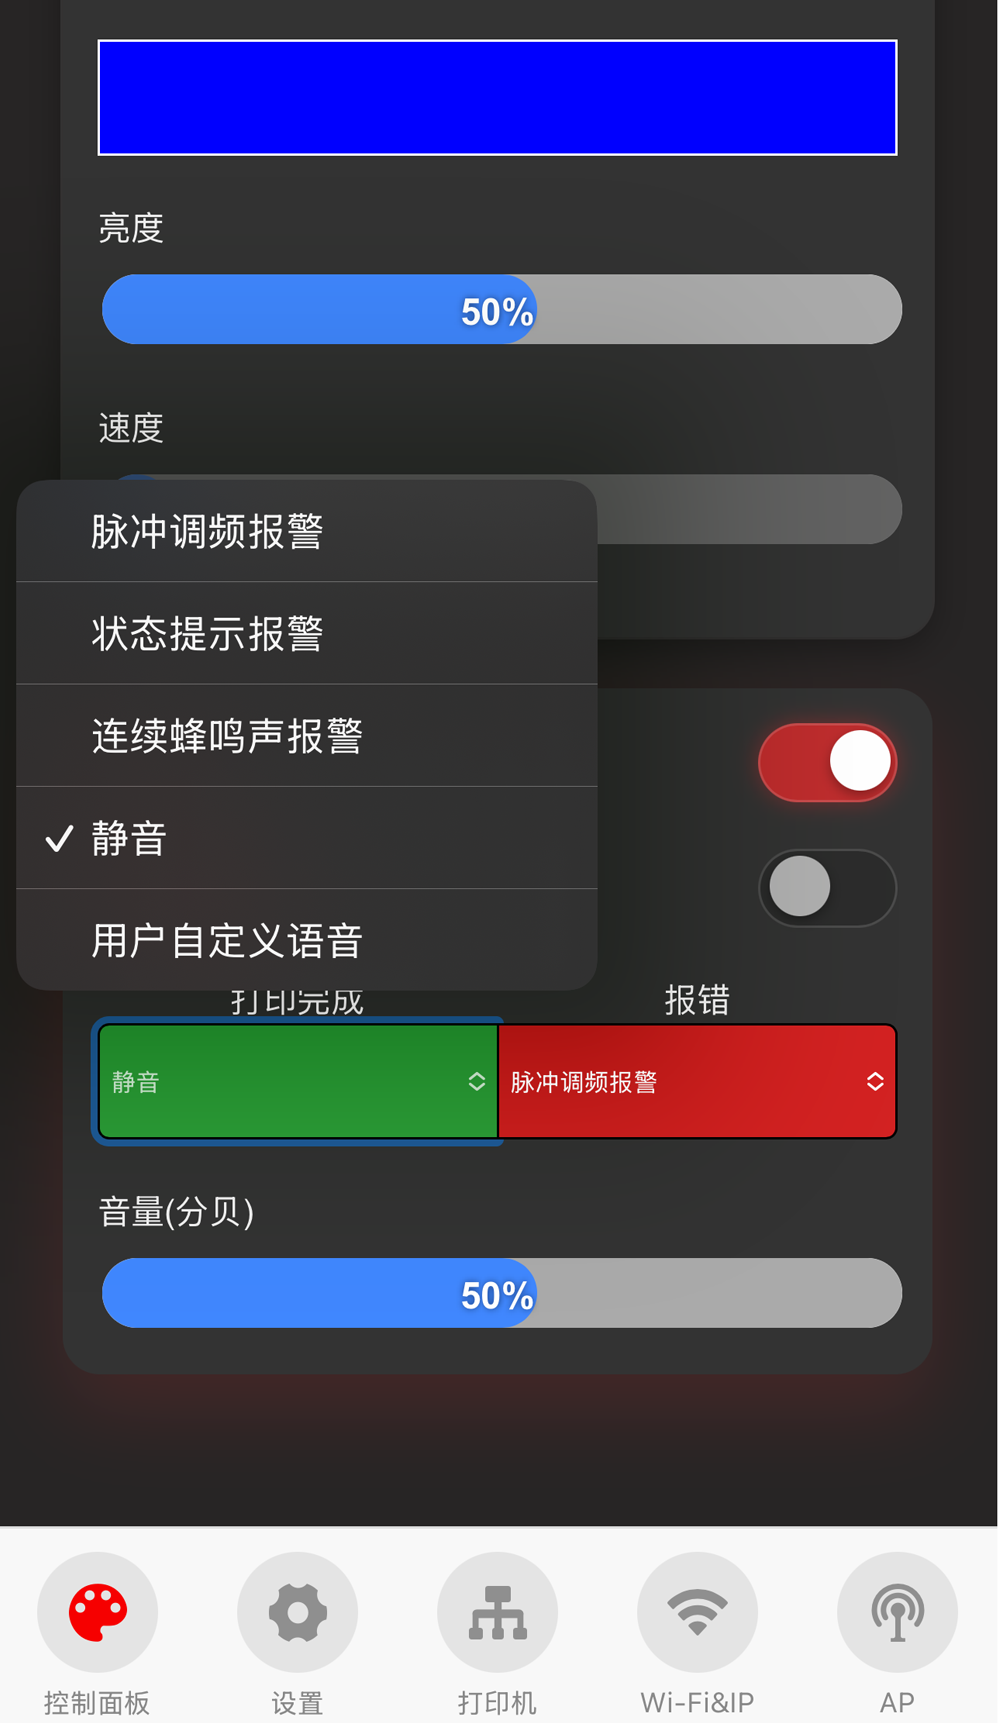 亮度
50%
速度
脉冲调频报警
状态提示报警
连续蜂鸣声报警
静音
用户自定义语音
打印完成
报错
静音
脉冲调频报警
音量(分贝)
50%
控制面板
设置
打印机
Wi-Fi&IP
AP